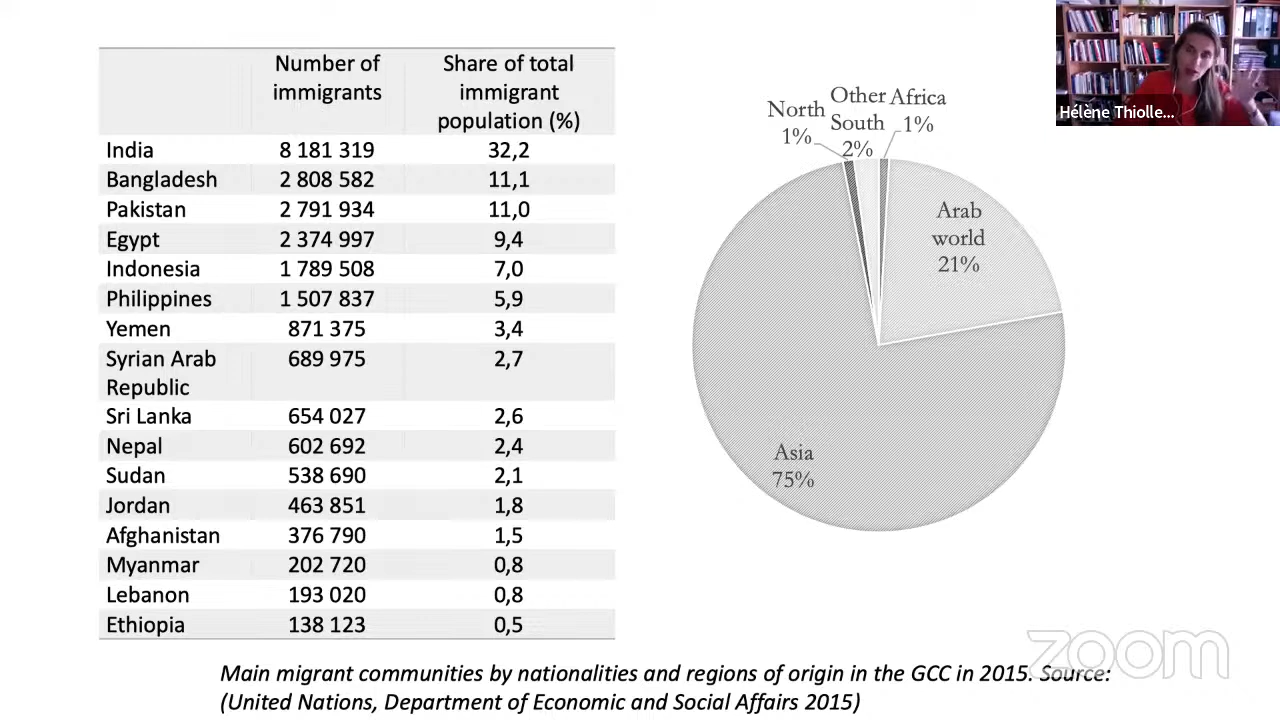 Number of immigrants
Share of total immigrant population (%)
India 8 181 319 32,2
Bangladesh 2 808 582 11,1
Pakistan 2 791 934 11,0
Egypt 2 374 997 9,4
Indonesia 1 789 508 7,0
Philippines 1 507 837 5,9
Yemen 871 375 3,4
Syrian Arab Republic 689 975 2,7
Sri Lanka 654 027 2,6
Nepal 602 692 2,4
Sudan 538 690 2,1
Jordan 463 851 1,8
Afghanistan 376 790 1,5
Myanmar 202 720 0,8
Lebanon 193 020 0,8
Ethiopia 138 123 0,5
North
1%
Other
South
2%
Africa
1%
Arab
world
21%
Asia
75%
Hélène Thiolle...
zoom
Main migrant communities by nationalities and regions of origin in the GCC in 2015. Source:
(United Nations, Department of Economic and Social Affairs 2015)